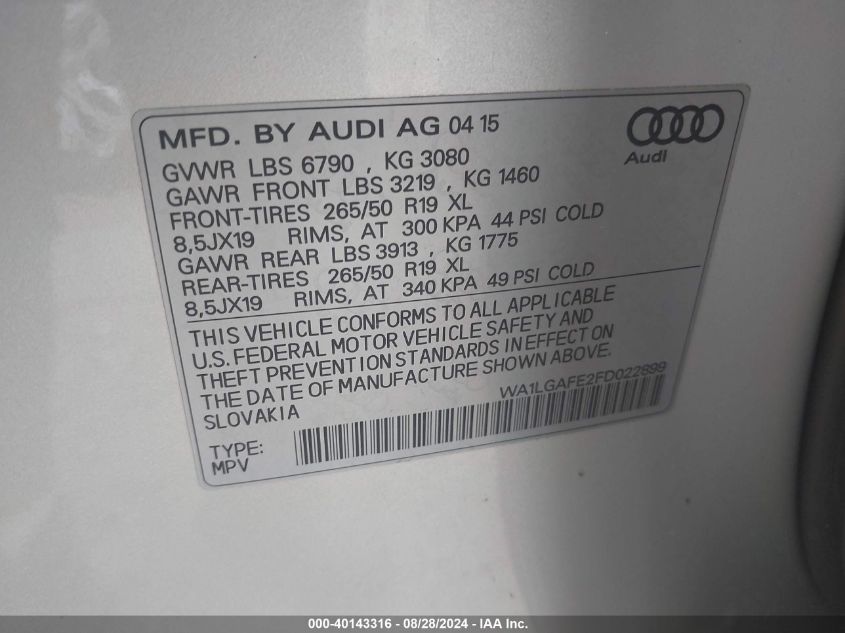 MFD. BY AUDI AG 04 15
Audi
GVWR LBS 6790 , KG 3080
GAWR FRONT LBS 3219 , KG 1460
FRONT-TIRES 265/50 R19 XL
8,5JX19 RIMS, AT 300 KPA 44 PSI COLD
GAWR REAR LBS 3913 , KG 1775
REAR-TIRES 265/50 R19 XL
8,5JX19 RIMS, AT 340 KPA 49 PSI COLD
THIS VEHICLE CONFORMS TO ALL APPLICABLE
U.S. FEDERAL MOTOR VEHICLE SAFETY AND
THEFT PREVENTION STANDARDS IN EFFECT ON
THE DATE OF MANUFACTURE SHOWN ABOVE.
SLOVAKIA
WA1LGAFE2FD022899
TYPE:
MPV
000-40143316 | 08/28/2024 - IAA Inc.